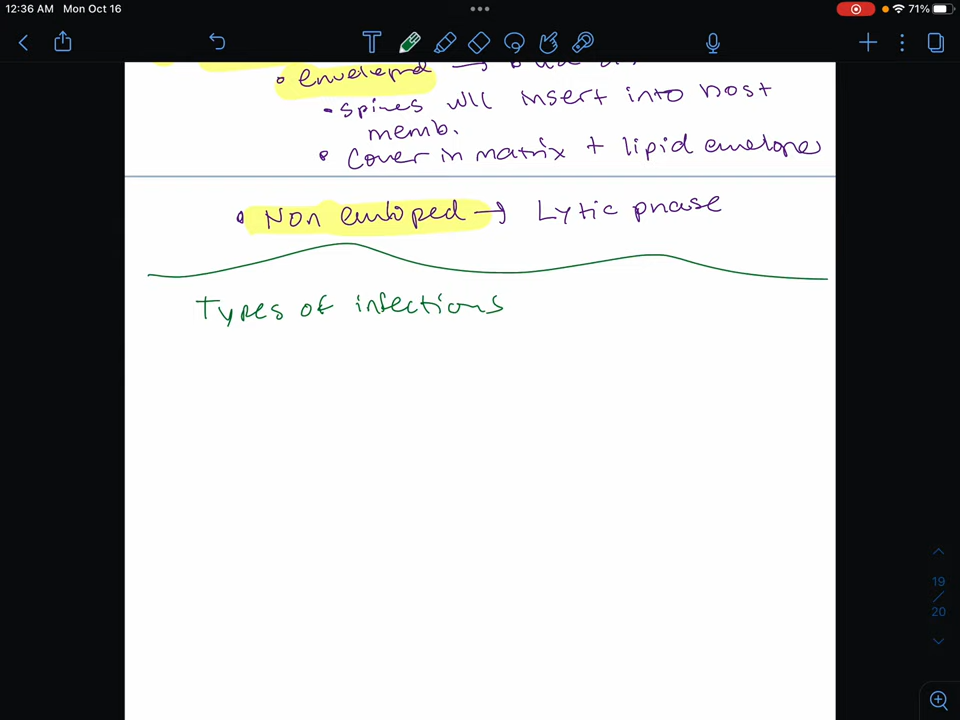 12:36 AM Mon Oct 16
71%
• enveloped →
• spikes will insert into host
memb.
• Cover in matrix + lipid envelope
• Non enveloped → Lytic phase
Types of infections
19
/
20